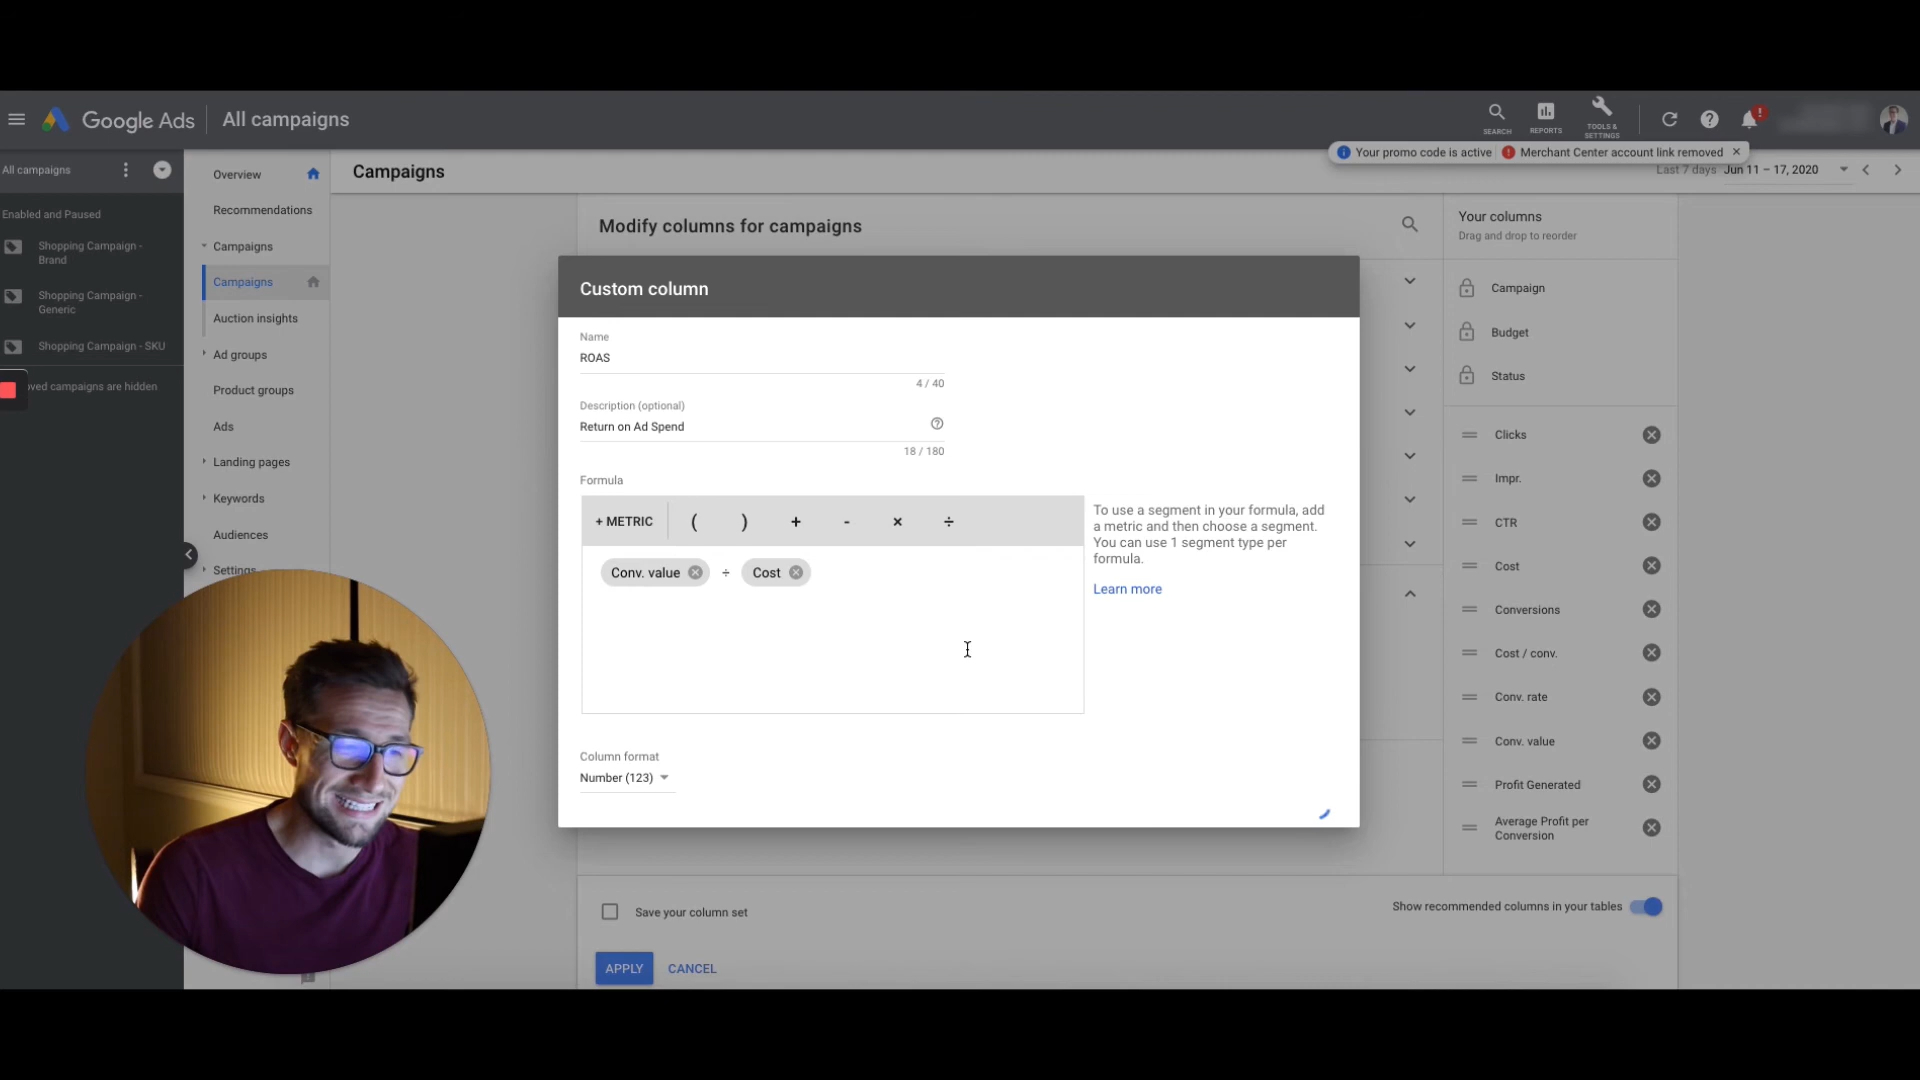 Google Ads
All campaigns
SEARCH
REPORTS
TOOLS &
SETTINGS
!
Your promo code is active
Merchant Center account link removed
All campaigns
Overview
Campaigns
Last 7 days
Jun 11 – 17, 2020
Enabled and Paused
Shopping Campaign -
Brand
Shopping Campaign -
Generic
Shopping Campaign - SKU
oved campaigns are hidden
Recommendations
Campaigns
Campaigns
Auction insights
Ad groups
Product groups
Ads
Landing pages
Keywords
Audiences
Settings
Modify columns for campaigns
Custom column
Name
ROAS
4 / 40
Description (optional)
Return on Ad Spend
18 / 180
Formula
+ METRIC ( ) + - × ÷
Conv. value ÷ Cost
To use a segment in your formula, add
a metric and then choose a segment.
You can use 1 segment type per
formula.
Learn more
Column format
Number (123)
Your columns
Drag and drop to reorder
Campaign
Budget
Status
Clicks
Impr.
CTR
Cost
Conversions
Cost / conv.
Conv. rate
Conv. value
Profit Generated
Average Profit per
Conversion
Save your column set
Show recommended columns in your tables
APPLY
CANCEL